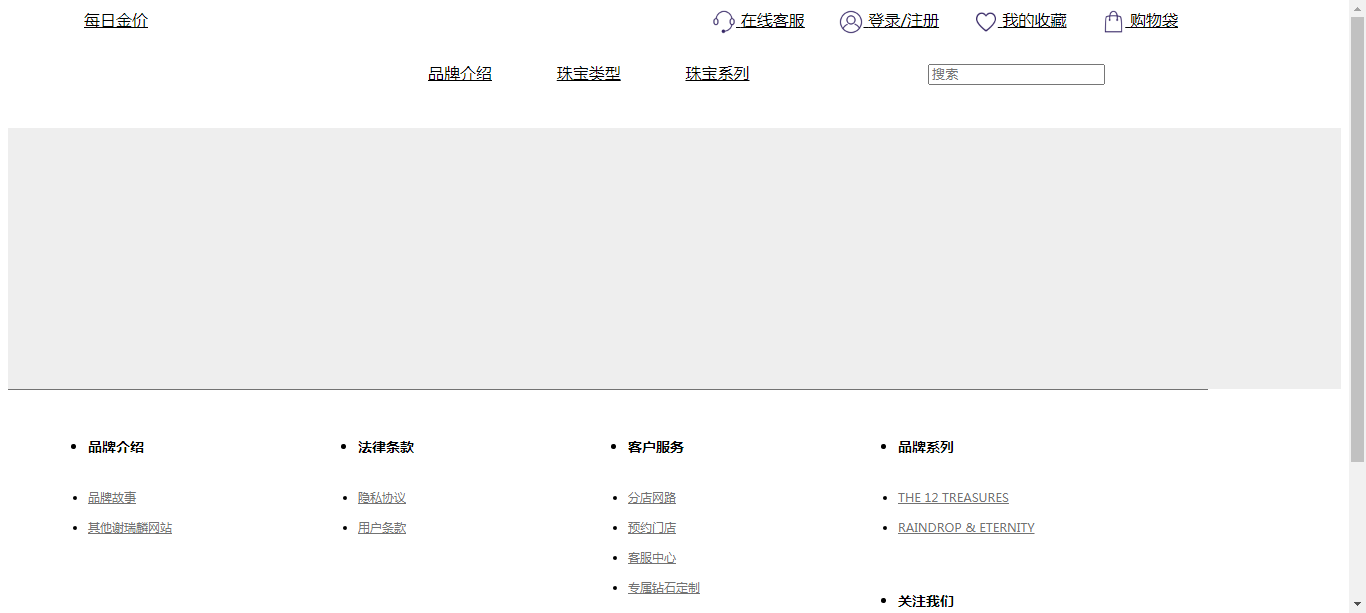 每日金价 在线客服 登录/注册 我的收藏 购物袋
品牌介绍 珠宝类型 珠宝系列 搜索
品牌介绍 法律条款 客户服务 品牌系列
品牌故事 隐私协议 分店网路 THE 12 TREASURES
其他谢瑞麟网站 用户条款 预约门店 RAINDROP & ETERNITY
客服中心
专属钻石定制
关注我们